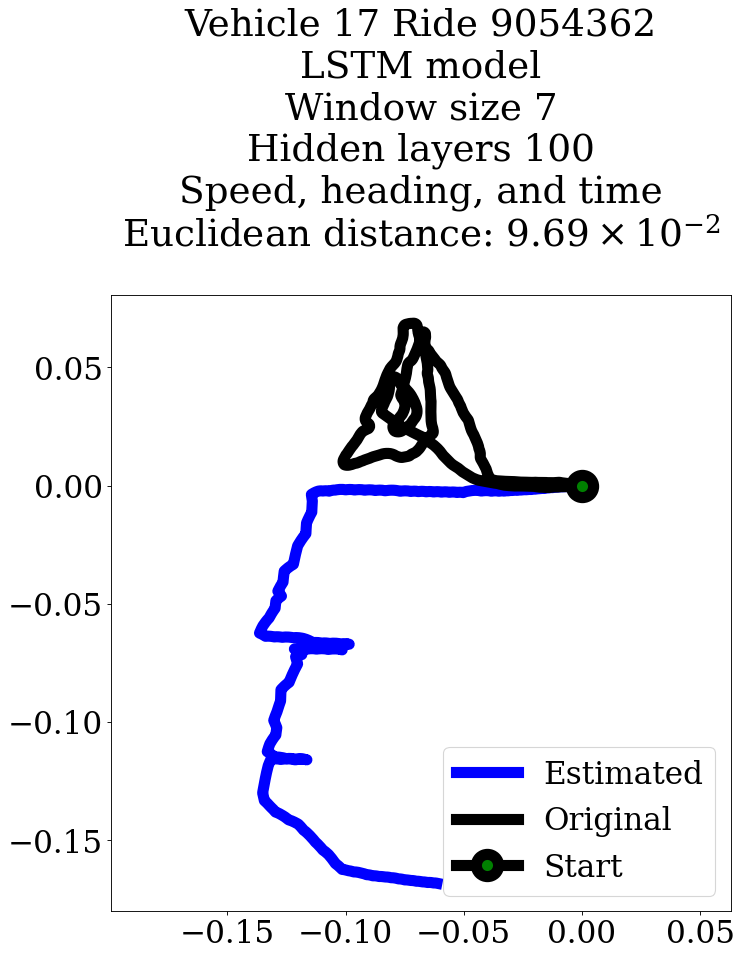 Vehicle 17 Ride 9054362
LSTM model
Window size 7
Hidden layers 100
Speed, heading, and time
Euclidean distance: 9.69 × 10⁻²
0.05
0.00
−0.05
−0.10
−0.15
Estimated
Original
Start
−0.15 −0.10 −0.05 0.00 0.05